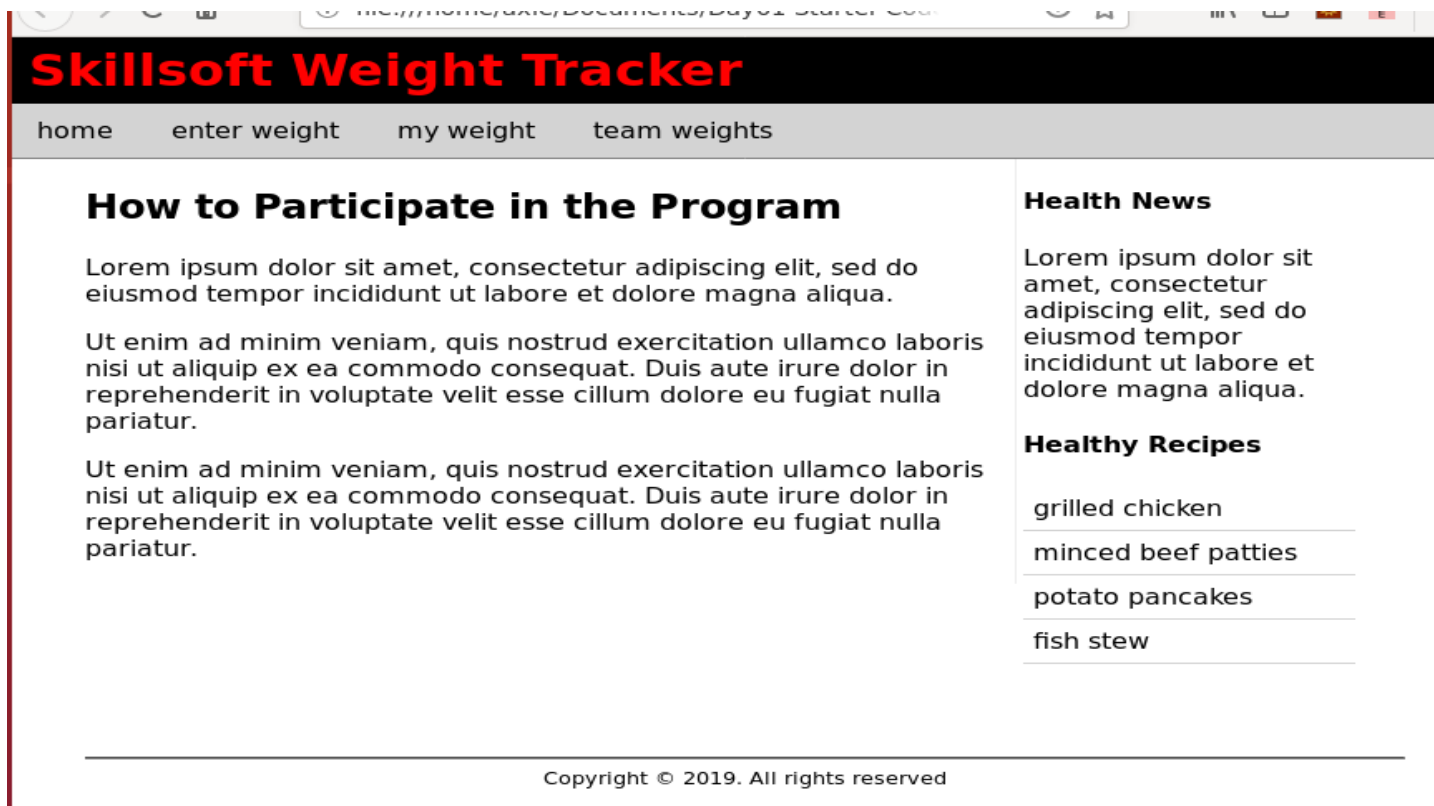 Skillsoft Weight Tracker
home enter weight my weight team weights
How to Participate in the Program
Lorem ipsum dolor sit amet, consectetur adipiscing elit, sed do
eiusmod tempor incididunt ut labore et dolore magna aliqua.
Ut enim ad minim veniam, quis nostrud exercitation ullamco laboris
nisi ut aliquip ex ea commodo consequat. Duis aute irure dolor in
reprehenderit in voluptate velit esse cillum dolore eu fugiat nulla
pariatur.
Ut enim ad minim veniam, quis nostrud exercitation ullamco laboris
nisi ut aliquip ex ea commodo consequat. Duis aute irure dolor in
reprehenderit in voluptate velit esse cillum dolore eu fugiat nulla
pariatur.
Health News
Lorem ipsum dolor sit
amet, consectetur
adipiscing elit, sed do
eiusmod tempor
incididunt ut labore et
dolore magna aliqua.
Healthy Recipes
grilled chicken
minced beef patties
potato pancakes
fish stew
Copyright © 2019. All rights reserved